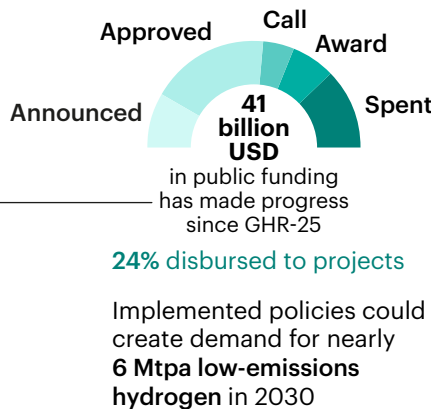 Call
Approved
Award
Announced
Spent
41
billion
USD
in public funding
has made progress
since GHR-25
24% disbursed to projects
Implemented policies could
create demand for nearly
6 Mtpa low-emissions
hydrogen in 2030